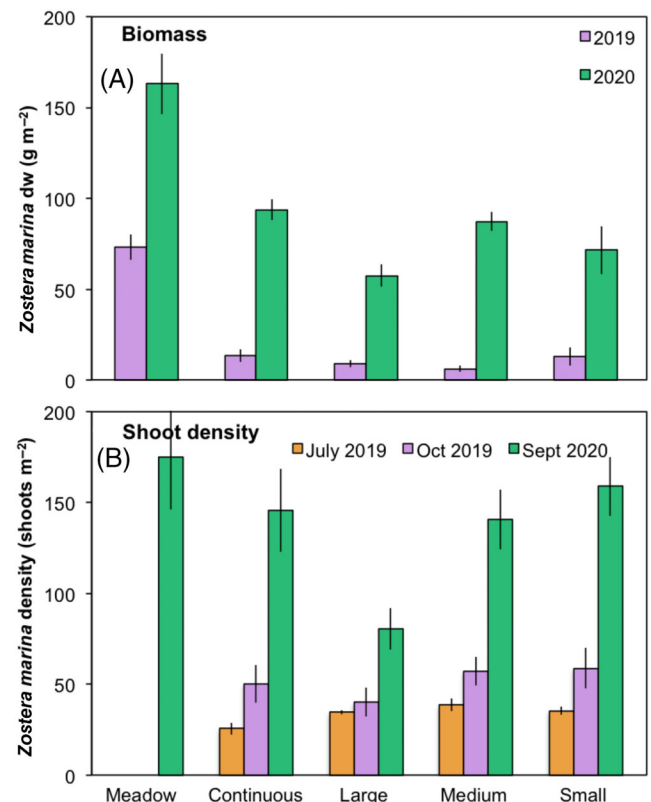 200
Biomass
2019
(A)
2020
150
100
50
0
Zostera marina dw (g m⁻²)
200
Shoot density
July 2019 Oct 2019 Sept 2020
(B)
150
100
50
0
Zostera marina density (shoots m⁻²)
Meadow Continuous Large Medium Small